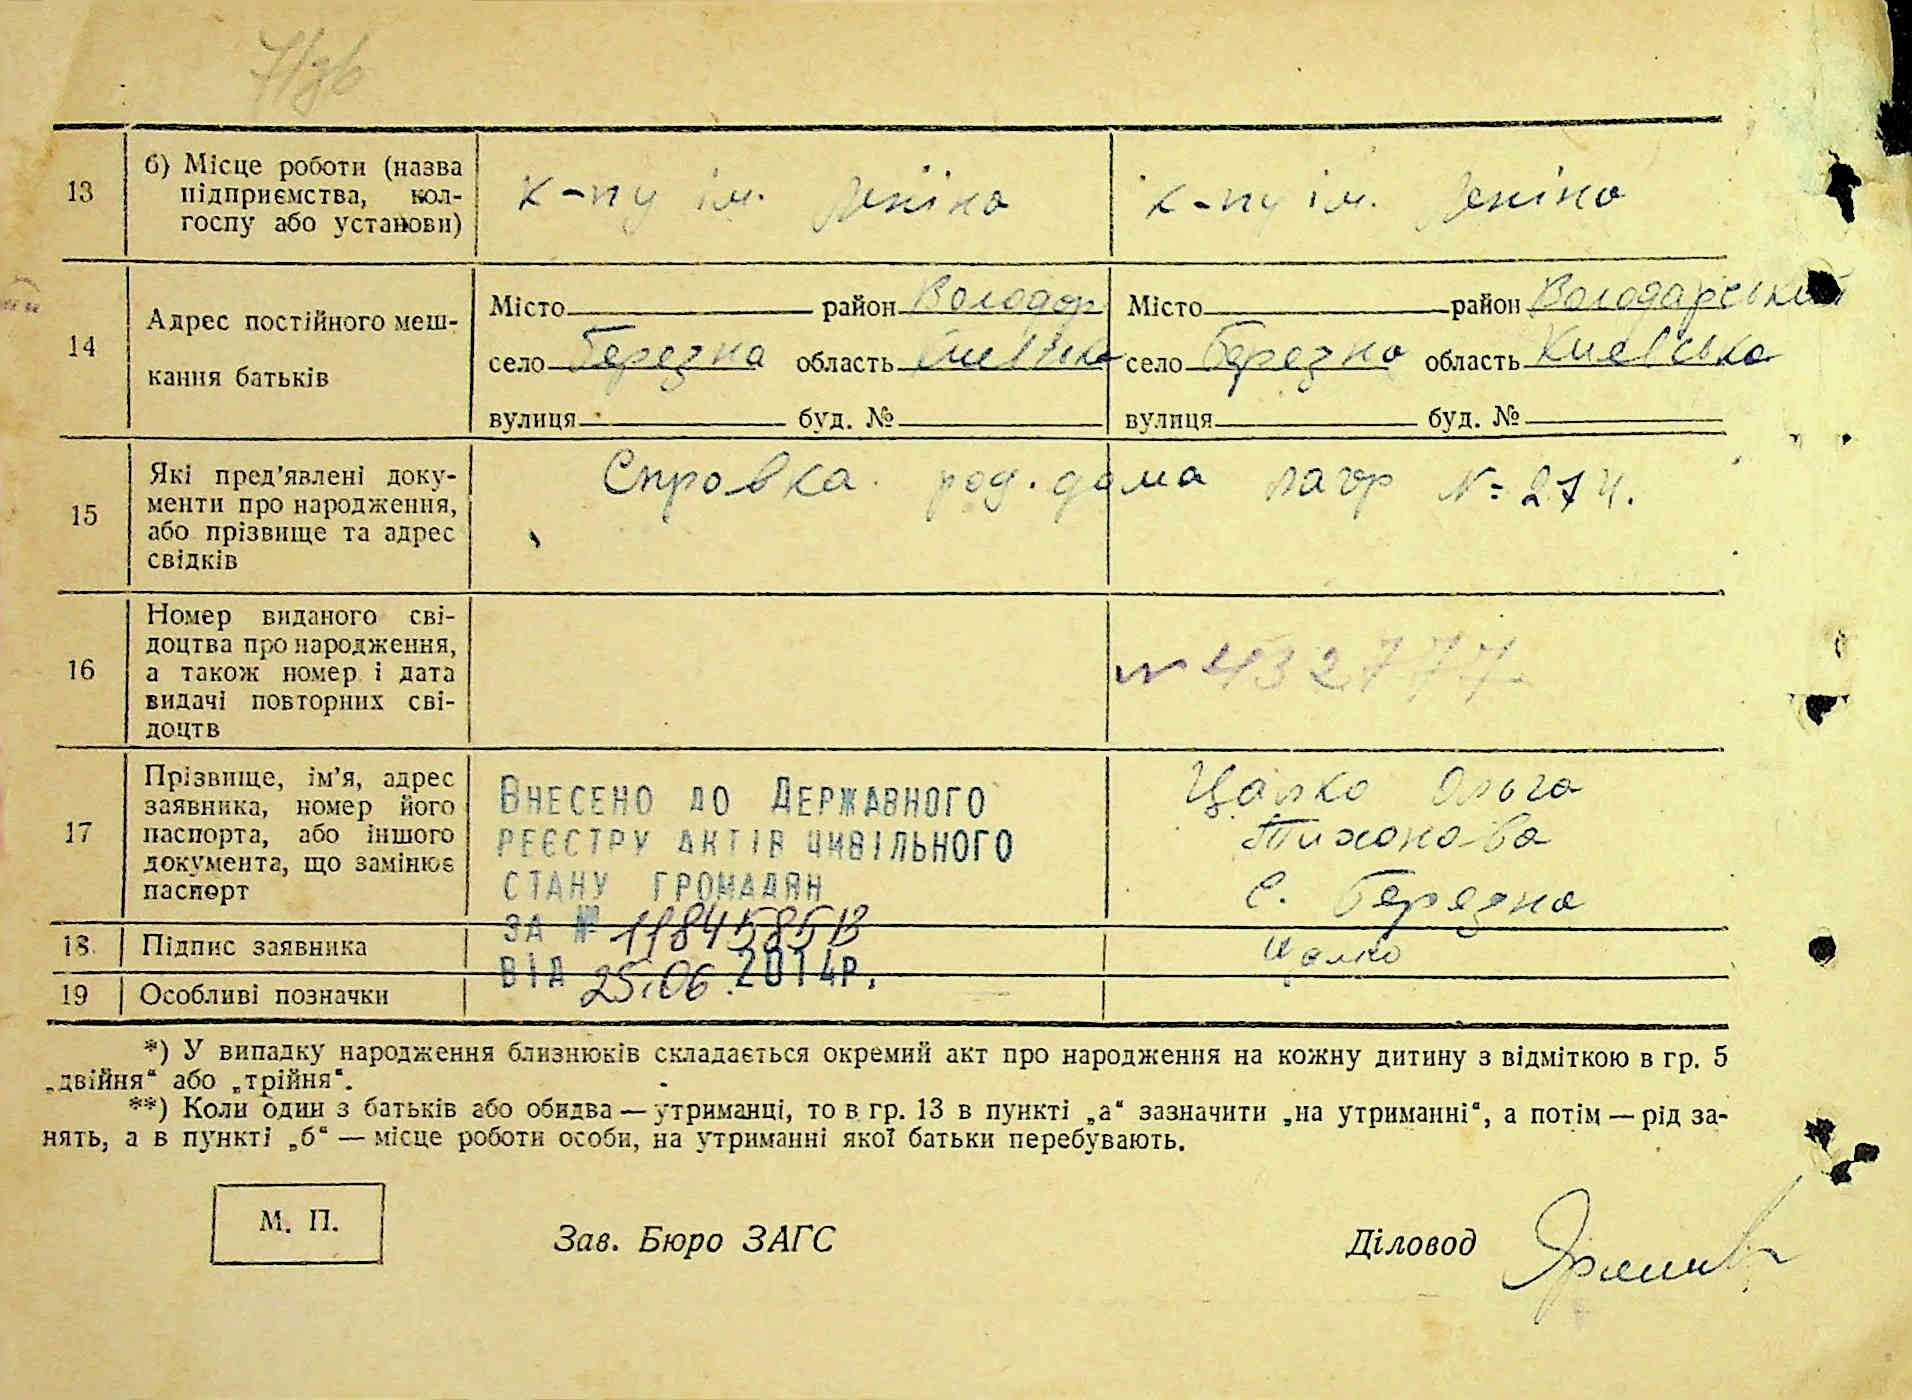 13
б) Місце роботи (назва
підприємства, кол-
госпу або установи)
к-пу ім. Леніна
к-пу ім. Леніна
14
Адрес постійного меш-
кання батьків
Місто район Володар
село Березна область Київська
вулиця буд. №
Місто район Володарський
село Березна область Київська
вулиця буд. №
15
Які пред'явлені доку-
менти про народження,
або прізвище та адрес
свідків
Справка. род. дома N=274.
16
Номер виданого сві-
доцтва про народження,
а також номер і дата
видачі повторних сві-
доцтв
N 432777.
17
Прізвище, ім'я, адрес
заявника, номер його
паспорта, або іншого
документа, що замінює
паспорт
Внесено до Державного
реєстру актів цивільного
стану громадян
за № 11845858
від 25.06.2014р.
Цалко Ольга
Тихонова
с. Березна
18.
Підпис заявника
Цалко
19
Особливі позначки
*) У випадку народження близнюків складається окремий акт про народження на кожну дитину з відміткою в гр. 5
„двійня“ або „трійня“.
**) Коли один з батьків або обидва — утриманці, то в гр. 13 в пункті „а“ зазначити „на утриманні“, а потім — рід за-
нять, а в пункті „б“ — місце роботи особи, на утриманні якої батьки перебувають.
М. П.
Зав. Бюро ЗАГС
Діловод